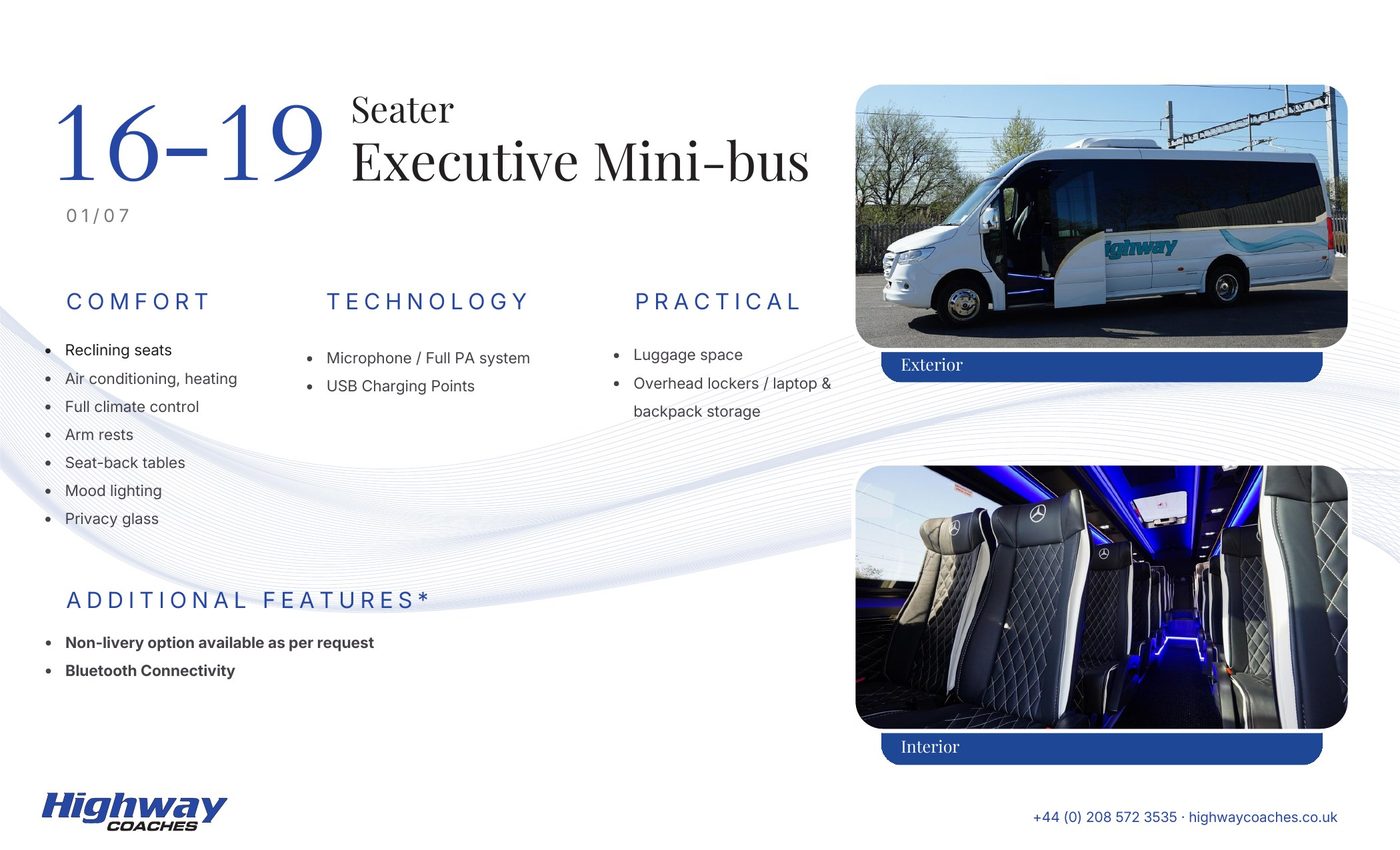 16–19
Seater
Executive Mini-bus
01/07
COMFORT
• Reclining seats
• Air conditioning, heating
• Full climate control
• Arm rests
• Seat-back tables
• Mood lighting
• Privacy glass
TECHNOLOGY
• Microphone / Full PA system
• USB Charging Points
PRACTICAL
• Luggage space
• Overhead lockers / laptop &
backpack storage
ADDITIONAL FEATURES*
• Non-livery option available as per request
• Bluetooth Connectivity
ighway
Exterior
Interior
Highway
COACHES
+44 (0) 208 572 3535 · highwaycoaches.co.uk